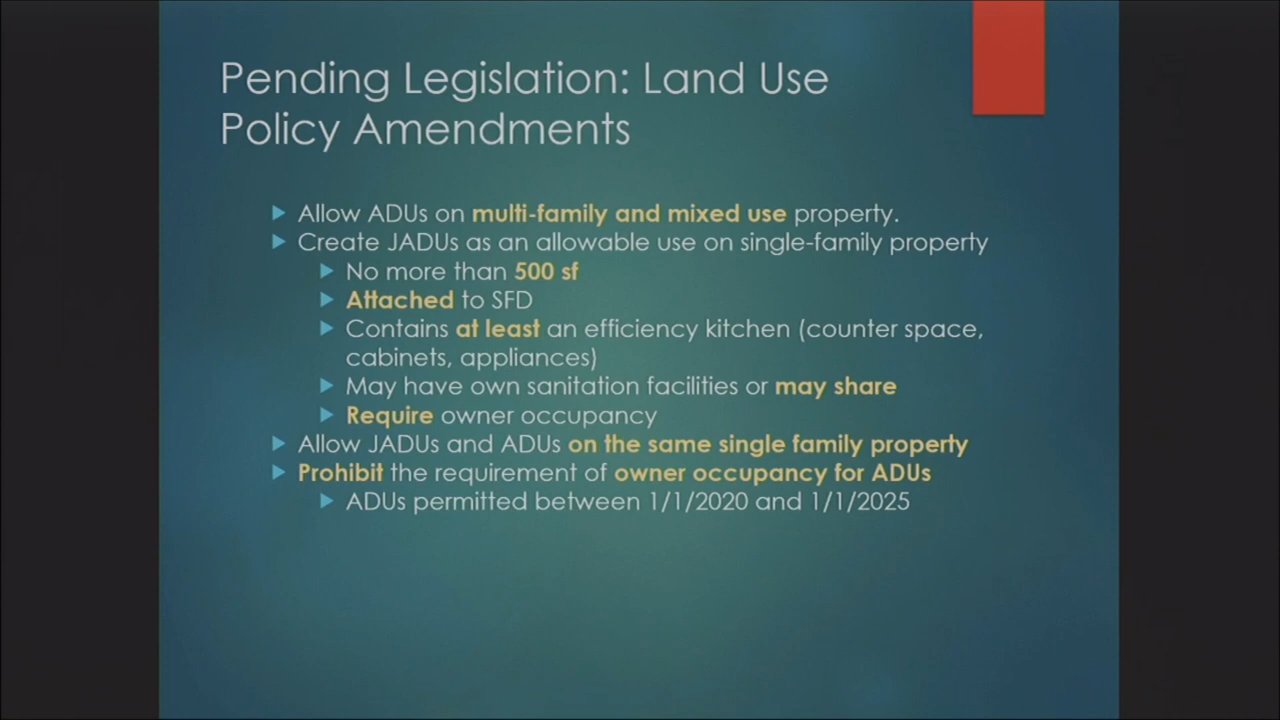 Pending Legislation: Land Use
Policy Amendments
Allow ADUs on multi-family and mixed use property.
Create JADUs as an allowable use on single-family property
No more than 500 sf
Attached to SFD
Contains at least an efficiency kitchen (counter space,
cabinets, appliances)
May have own sanitation facilities or may share
Require owner occupancy
Allow JADUs and ADUs on the same single family property
Prohibit the requirement of owner occupancy for ADUs
ADUs permitted between 1/1/2020 and 1/1/2025